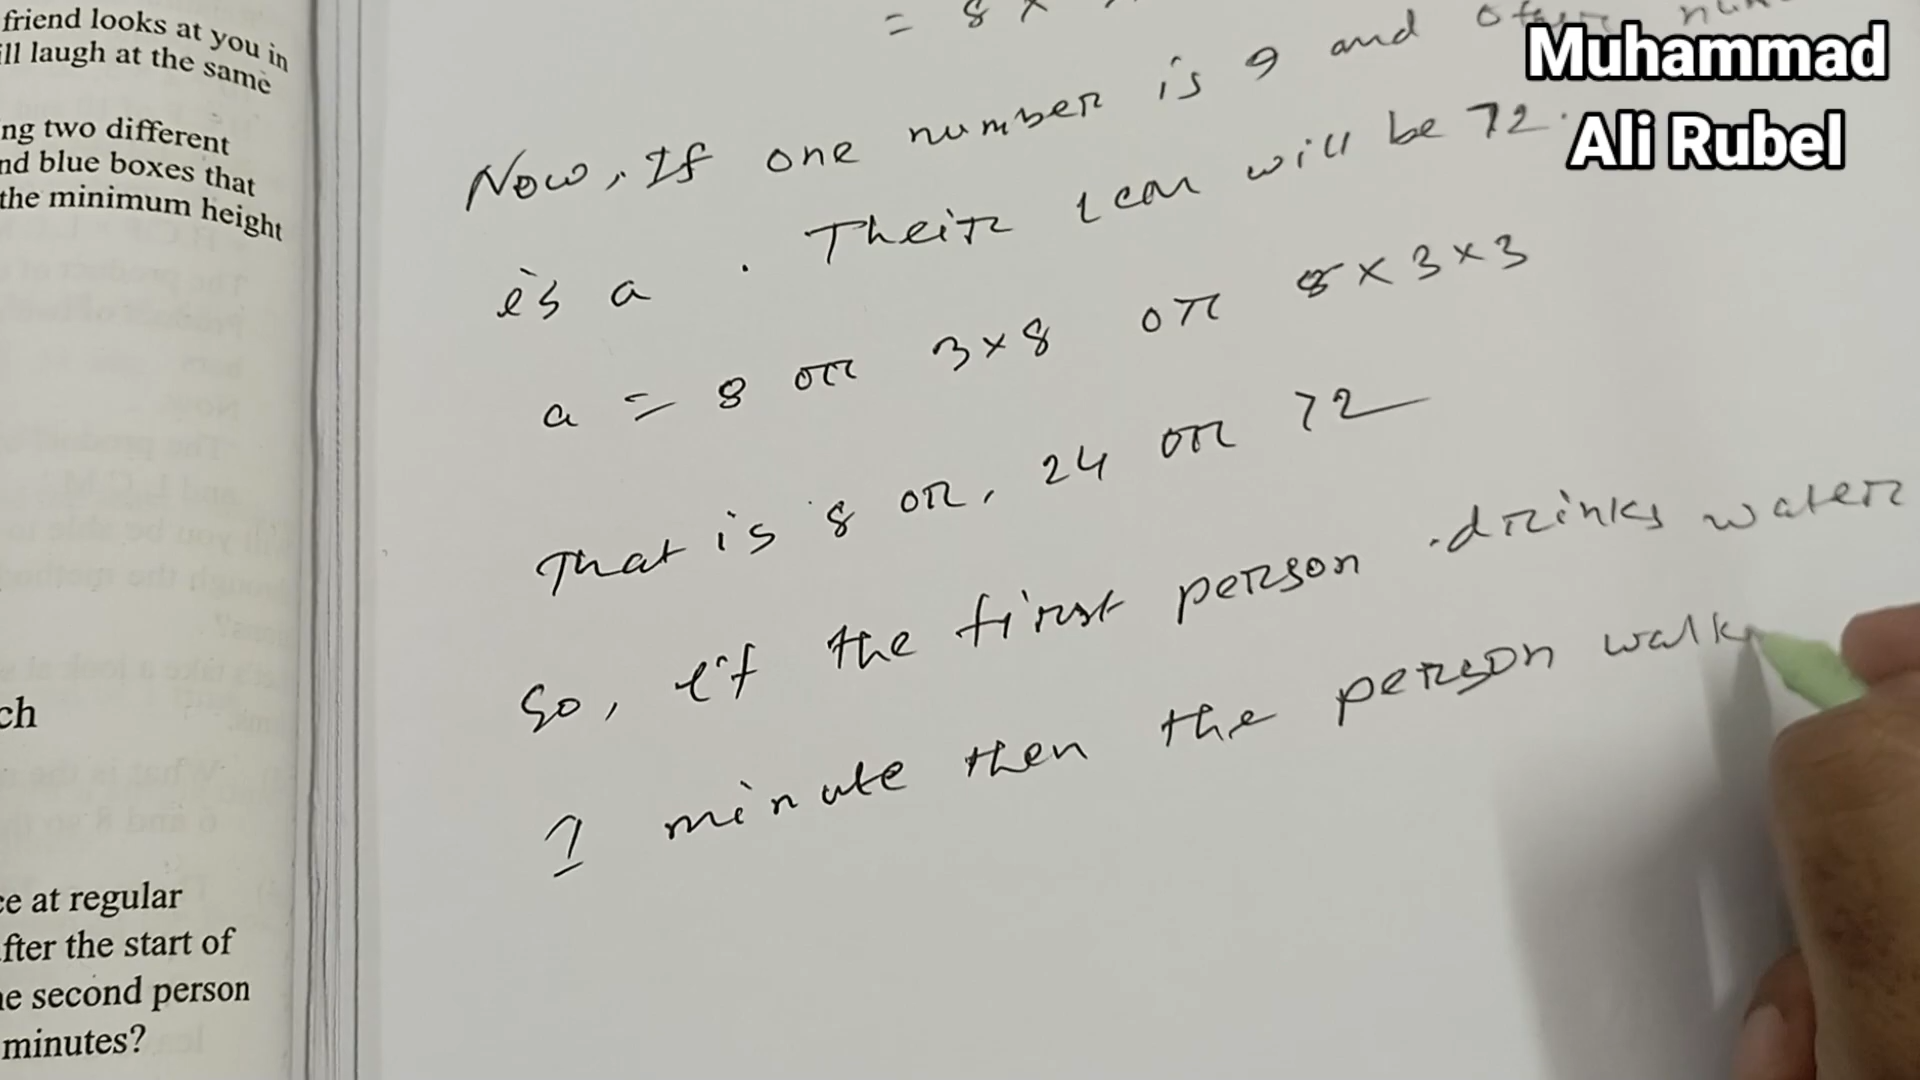 friend looks at you in
ill laugh at the same
ng two different
nd blue boxes that
the minimum height
ch
ce at regular
fter the start of
e second person
minutes?
= 8 ×
Now, If one number is 9 and other
is a . Their lcm will be 72.
a = 8 or 3×8 or 8×3×3
That is 8 or, 24 or 72
So, if the first person drinks water
1 minute then the person walk
Muhammad
Ali Rubel